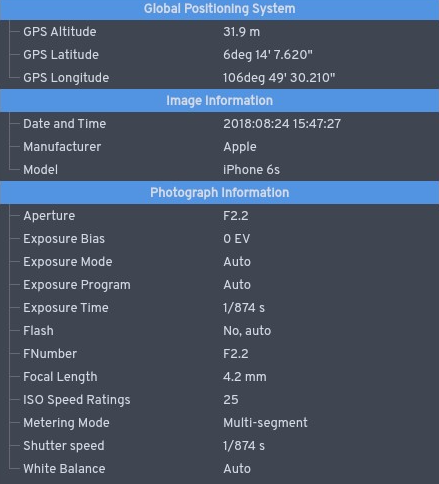 Global Positioning System
GPS Altitude 31.9 m
GPS Latitude 6deg 14' 7.620"
GPS Longitude 106deg 49' 30.210"
Image Information
Date and Time 2018:08:24 15:47:27
Manufacturer Apple
Model iPhone 6s
Photograph Information
Aperture F2.2
Exposure Bias 0 EV
Exposure Mode Auto
Exposure Program Auto
Exposure Time 1/874 s
Flash No, auto
FNumber F2.2
Focal Length 4.2 mm
ISO Speed Ratings 25
Metering Mode Multi-segment
Shutter speed 1/874 s
White Balance Auto